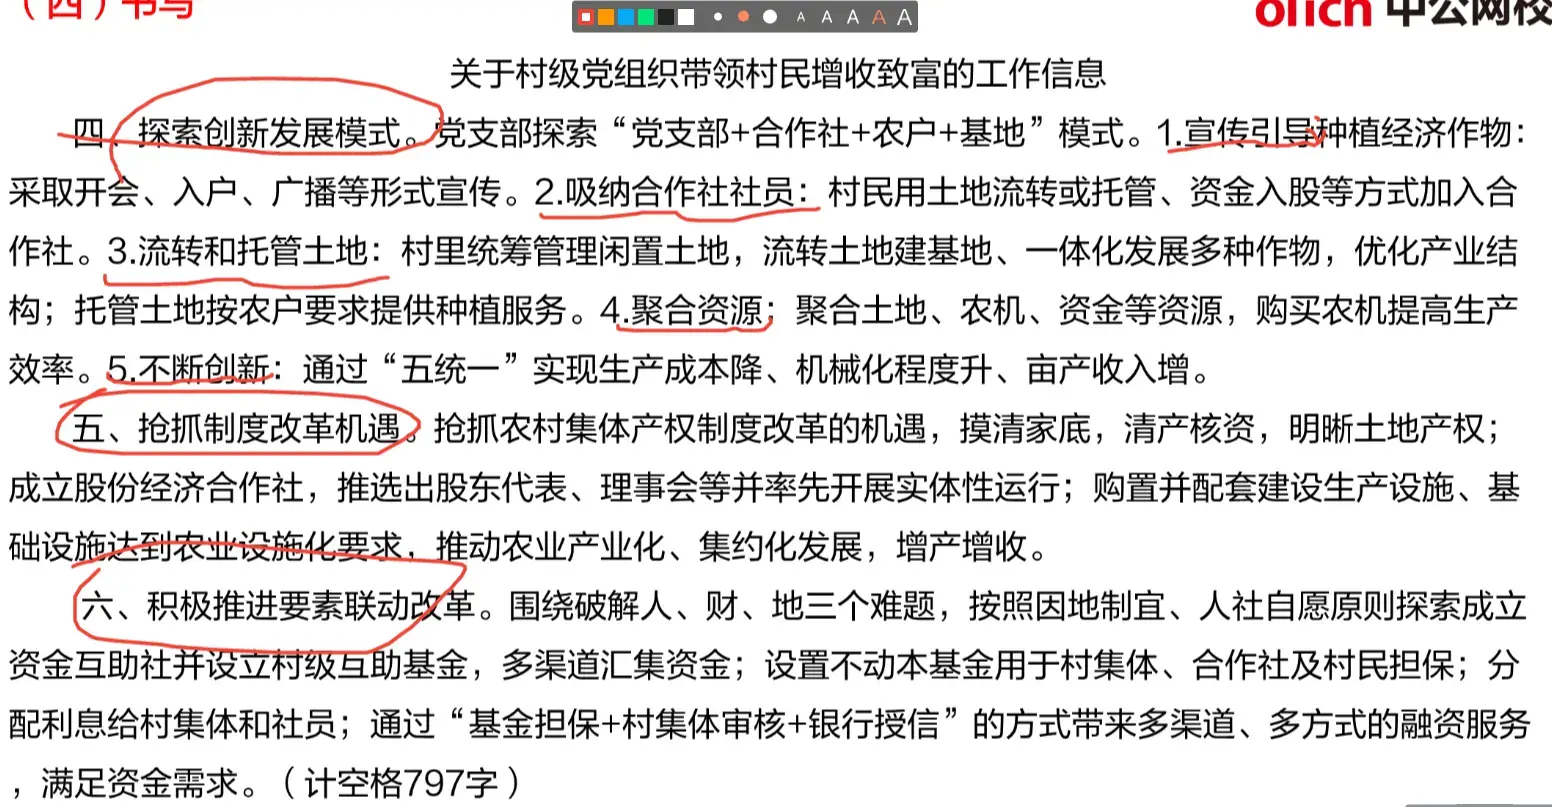 （四）书写
olich 中公网校
A A A A A
关于村级党组织带领村民增收致富的工作信息
四、探索创新发展模式。党支部探索“党支部+合作社+农户+基地”模式。1.宣传引导种植经济作物：
采取开会、入户、广播等形式宣传。2.吸纳合作社社员：村民用土地流转或托管、资金入股等方式加入合
作社。3.流转和托管土地：村里统筹管理闲置土地，流转土地建基地、一体化发展多种作物，优化产业结
构；托管土地按农户要求提供种植服务。4.聚合资源；聚合土地、农机、资金等资源，购买农机提高生产
效率。5.不断创新：通过“五统一”实现生产成本降、机械化程度升、亩产收入增。
五、抢抓制度改革机遇。抢抓农村集体产权制度改革的机遇，摸清家底，清产核资，明晰土地产权；
成立股份经济合作社，推选出股东代表、理事会等并率先开展实体性运行；购置并配套建设生产设施、基
础设施达到农业设施化要求，推动农业产业化、集约化发展，增产增收。
六、积极推进要素联动改革。围绕破解人、财、地三个难题，按照因地制宜、人社自愿原则探索成立
资金互助社并设立村级互助基金，多渠道汇集资金；设置不动本基金用于村集体、合作社及村民担保；分
配利息给村集体和社员；通过“基金担保+村集体审核+银行授信”的方式带来多渠道、多方式的融资服务
，满足资金需求。（计空格797字）